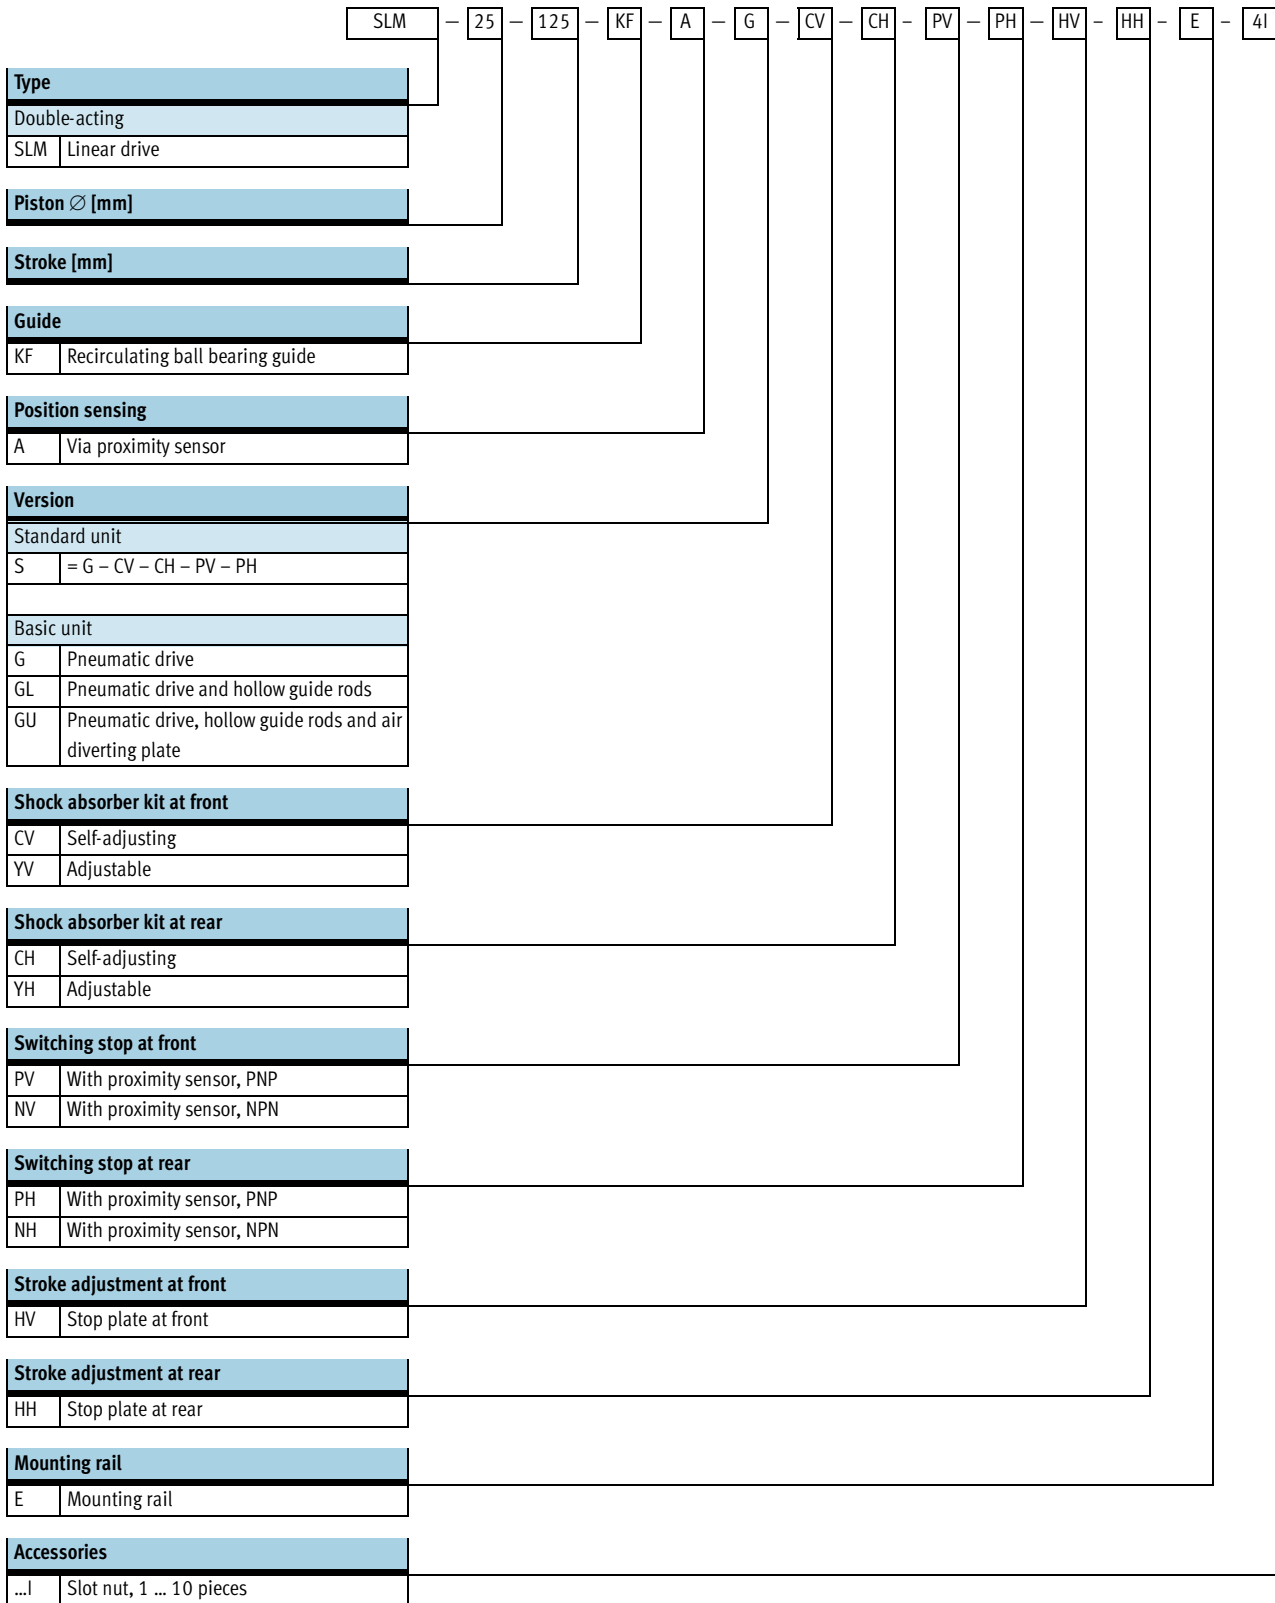 SLM – 25 – 125 – KF – A – G – CV – CH – PV – PH – HV – HH – E – 4I
Type
Double-acting
SLM Linear drive
Piston ∅ [mm]
Stroke [mm]
Guide
KF Recirculating ball bearing guide
Position sensing
A Via proximity sensor
Version
Standard unit
S = G – CV – CH – PV – PH
Basic unit
G Pneumatic drive
GL Pneumatic drive and hollow guide rods
GU Pneumatic drive, hollow guide rods and air
diverting plate
Shock absorber kit at front
CV Self-adjusting
YV Adjustable
Shock absorber kit at rear
CH Self-adjusting
YH Adjustable
Switching stop at front
PV With proximity sensor, PNP
NV With proximity sensor, NPN
Switching stop at rear
PH With proximity sensor, PNP
NH With proximity sensor, NPN
Stroke adjustment at front
HV Stop plate at front
Stroke adjustment at rear
HH Stop plate at rear
Mounting rail
E Mounting rail
Accessories
...I Slot nut, 1 ... 10 pieces